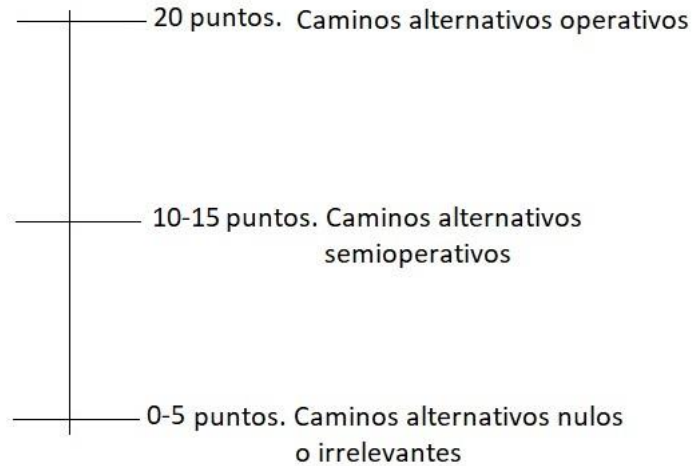 20 puntos. Caminos alternativos operativos
10-15 puntos. Caminos alternativos
semioperativos
0-5 puntos. Caminos alternativos nulos
o irrelevantes